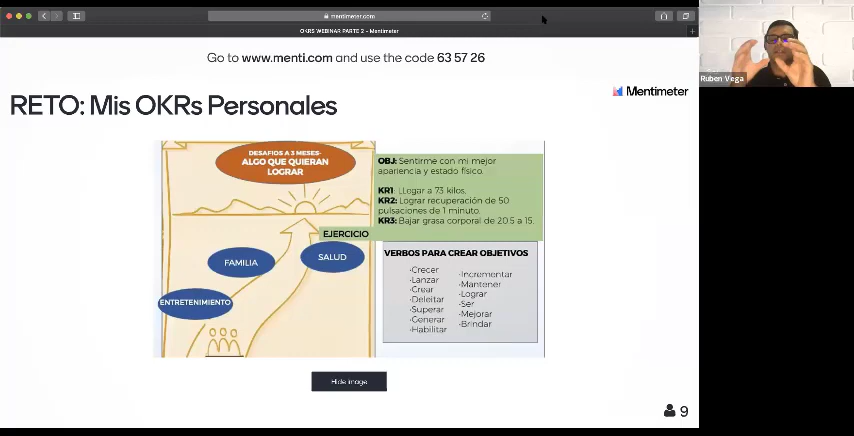 mentimeter.com
OKRS WEBINAR PARTE 2 - Mentimeter
Go to www.menti.com and use the code 63 57 26
Mentimeter
RETO: Mis OKRs Personales
DESAFIOS A 3 MESES-
ALGO QUE QUIERAN
LOGRAR
OBJ: Sentirme con mi mejor
apariencia y estado físico.
KR1: LLegar a 73 kilos.
KR2: Lograr recuperación de 50
pulsaciones de 1 minuto.
KR3: Bajar grasa corporal de 20.5 a 15.
EJERCICIO
FAMILIA
SALUD
ENTRETENIMIENTO
VERBOS PARA CREAR OBJETIVOS
·Crecer
·Lanzar
·Crear
·Deleitar
·Superar
·Generar
·Habilitar
·Incrementar
·Mantener
·Lograr
·Ser
·Mejorar
·Brindar
Hide image
9
Ruben Vega